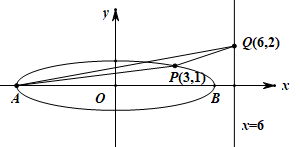 y
Q(6,2)
P(3,1)
A
O
B
x
x=6